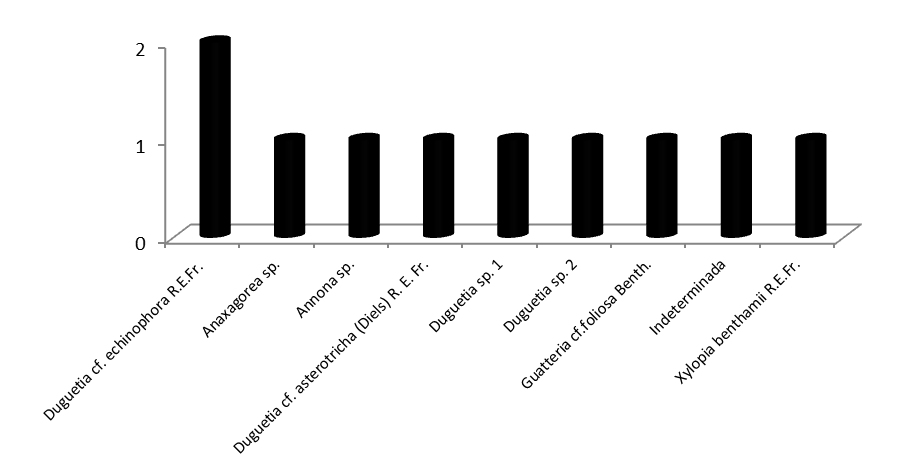 2
1
0
Duguetia cf. echinophora R.E.Fr.
Anaxagorea sp.
Annona sp.
Duguetia cf. asterotricha (Diels) R. E. Fr.
Duguetia sp. 1
Duguetia sp. 2
Guatteria cf.foliosa Benth.
Indeterminada
Xylopia benthamii R.E.Fr.